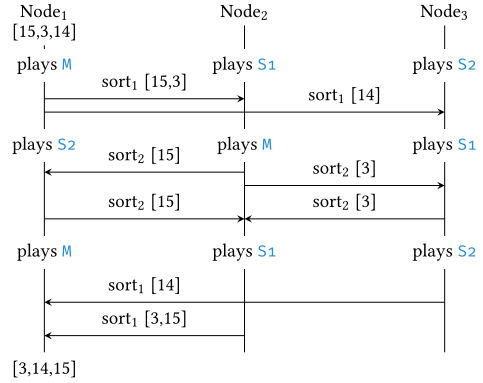 Node₁ Node₂ Node₃
[15,3,14]
plays M plays S1 plays S2
sort₁ [15,3]
sort₁ [14]
plays S2 plays M plays S1
sort₂ [15]
sort₂ [3]
sort₂ [15] sort₂ [3]
plays M plays S1 plays S2
sort₁ [14]
sort₁ [3,15]
[3,14,15]